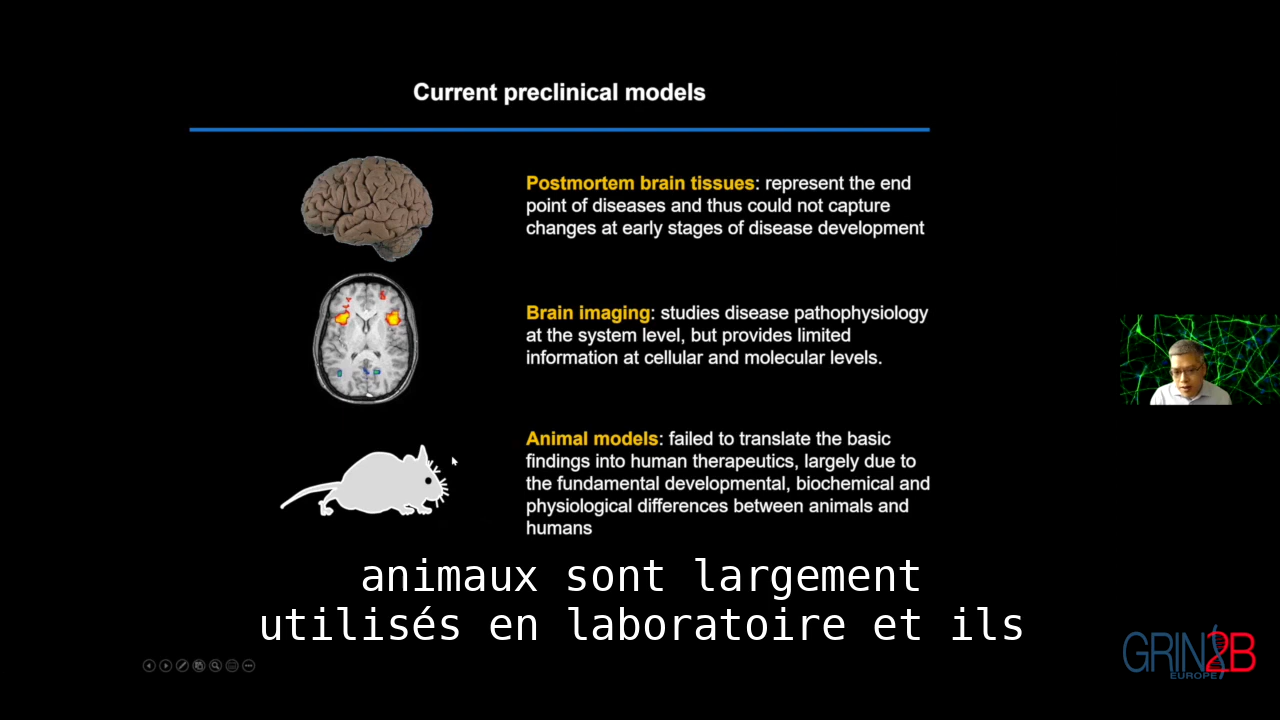 Current preclinical models
Postmortem brain tissues: represent the end
point of diseases and thus could not capture
changes at early stages of disease development
Brain imaging: studies disease pathophysiology
at the system level, but provides limited
information at cellular and molecular levels.
Animal models: failed to translate the basic
findings into human therapeutics, largely due to
the fundamental developmental, biochemical and
physiological differences between animals and
humans
animaux sont largement
utilisés en laboratoire et ils
GRIN2B
EUROPE